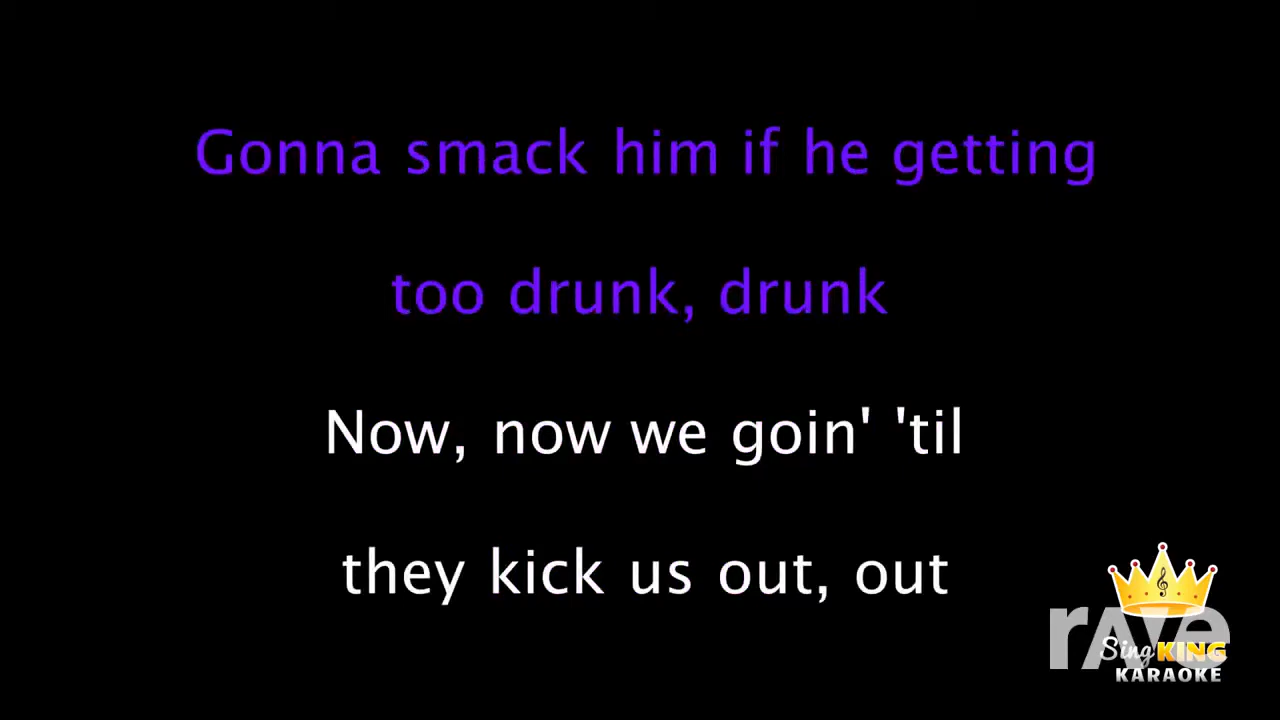 Gonna smack him if he getting
too drunk, drunk
Now, now we goin' 'til
they kick us out, out
rAVe
Sing KING
KARAOKE